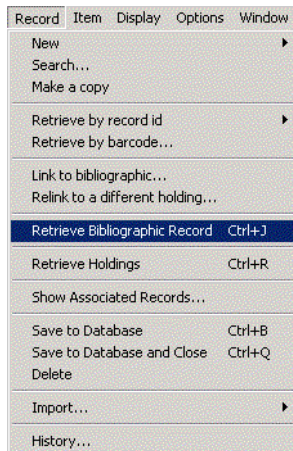 Record Item Display Options Window
New
Search...
Make a copy
Retrieve by record id
Retrieve by barcode...
Link to bibliographic...
Relink to a different holding...
Retrieve Bibliographic Record Ctrl+J
Retrieve Holdings Ctrl+R
Show Associated Records...
Save to Database Ctrl+B
Save to Database and Close Ctrl+Q
Delete
Import...
History...